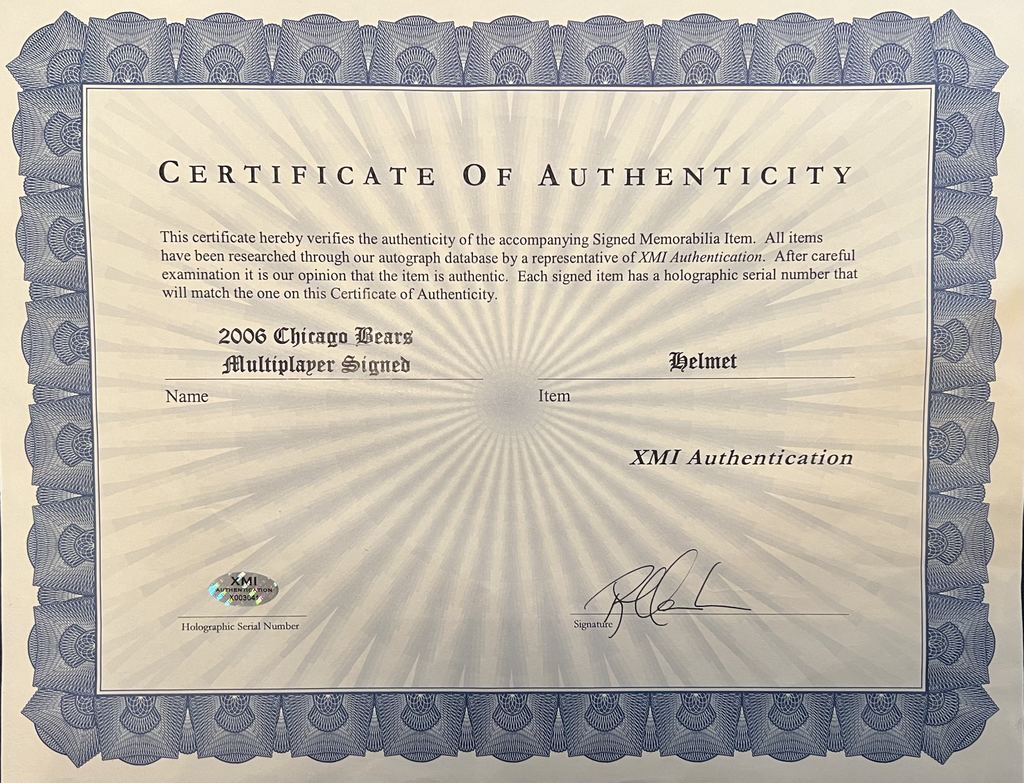 CERTIFICATE OF AUTHENTICITY
This certificate hereby verifies the authenticity of the accompanying Signed Memorabilia Item. All items
have been researched through our autograph database by a representative of XMI Authentication. After careful
examination it is our opinion that the item is authentic. Each signed item has a holographic serial number that
will match the one on this Certificate of Authenticity.
2006 Chicago Bears
Multiplayer Signed
Helmet
Name
Item
XMI Authentication
XMI
AUTHENTICATION
X003041
Holographic Serial Number
Signature